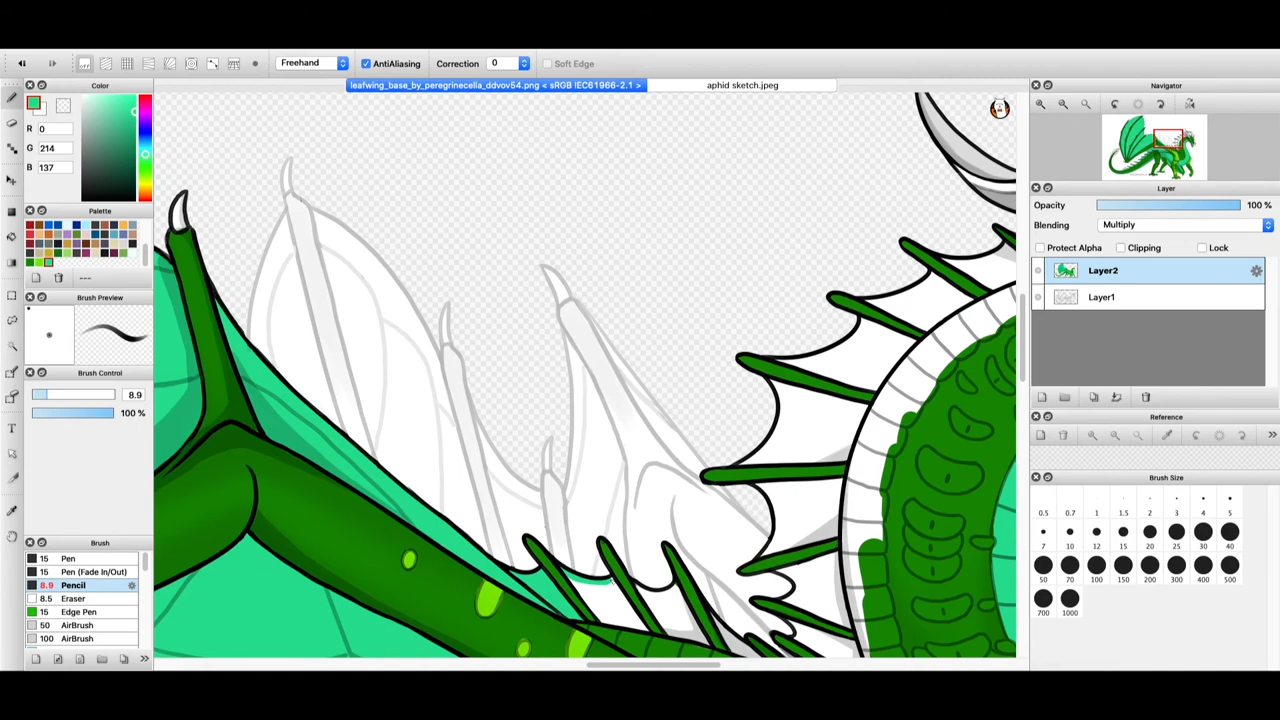 off
Freehand
AntiAliasing
Correction
0
Soft Edge
Color
leafwing_base_by_peregrinecella_ddvov54.png < sRGB IEC61966-2.1 >
aphid sketch.jpeg
Navigator
R 0
G 214
B 137
Palette
---
Brush Preview
Brush Control
8.9
100 %
Brush
15 Pen
15 Pen (Fade In/Out)
8.9 Pencil
8.5 Eraser
15 Edge Pen
50 AirBrush
100 AirBrush
T
Layer
Opacity 100 %
Blending Multiply
Protect Alpha Clipping Lock
Layer2
Layer1
Reference
Brush Size
0.5 0.7 1 1.5 2 3 4 5
7 10 12 15 20 25 30 40
50 70 100 150 200 300 400 500
700 1000